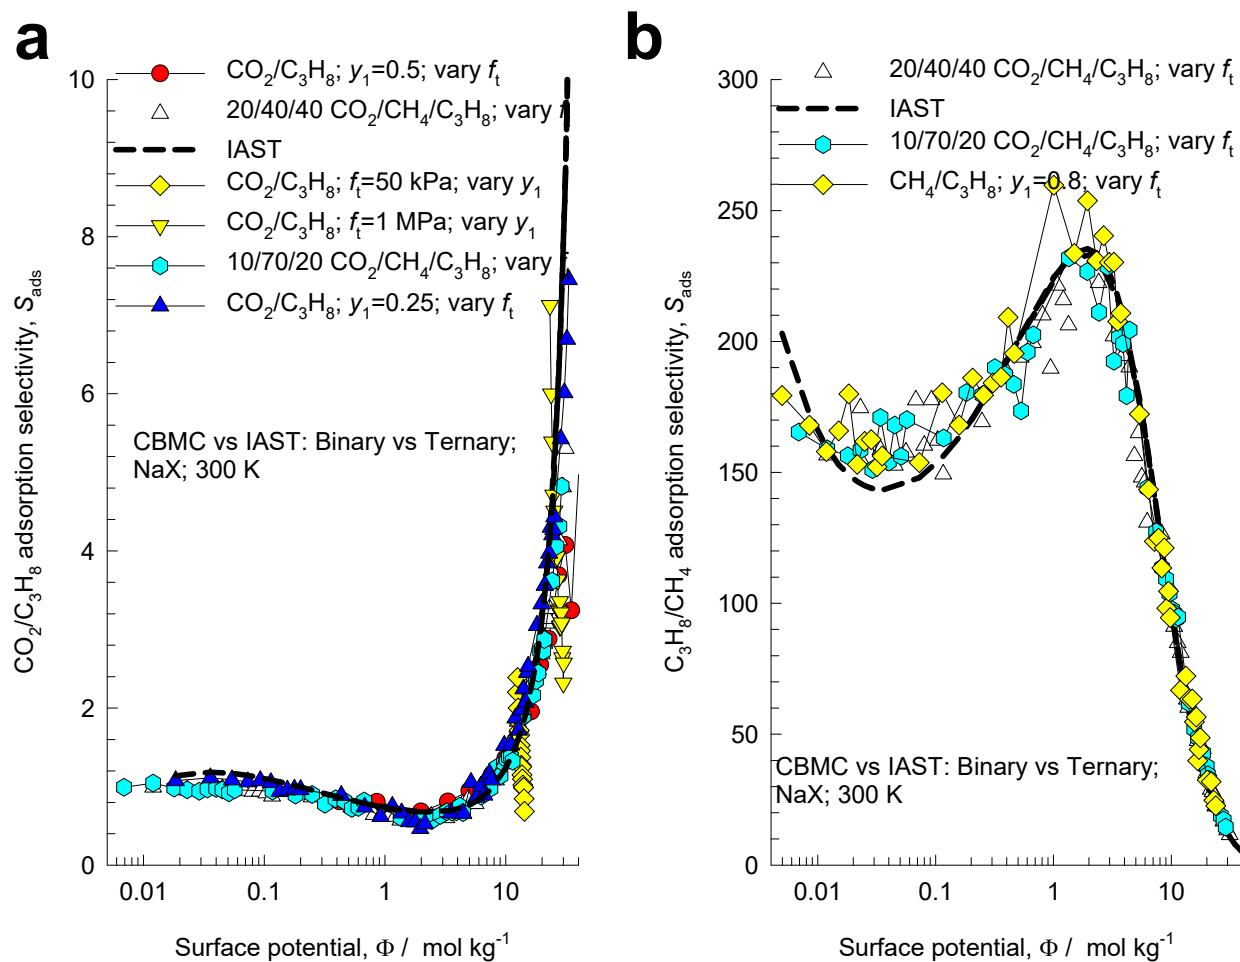 a
CO2/C3H8; y1=0.5; vary ft
20/40/40 CO2/CH4/C3H8; vary f
IAST
CO2/C3H8; ft=50 kPa; vary y1
CO2/C3H8; ft=1 MPa; vary y1
10/70/20 CO2/CH4/C3H8; vary
CO2/C3H8; y1=0.25; vary ft
CBMC vs IAST: Binary vs Ternary;
NaX; 300 K
CO2/C3H8 adsorption selectivity, Sads
10
8
6
4
2
0
0.01 0.1 1 10
Surface potential, Φ / mol kg-1
b
20/40/40 CO2/CH4/C3H8; vary ft
IAST
10/70/20 CO2/CH4/C3H8; vary ft
CH4/C3H8; y1=0.8; vary ft
C3H8/CH4 adsorption selectivity, Sads
300
250
200
150
100
50
0
CBMC vs IAST: Binary vs Ternary;
NaX; 300 K
0.01 0.1 1 10
Surface potential, Φ / mol kg-1